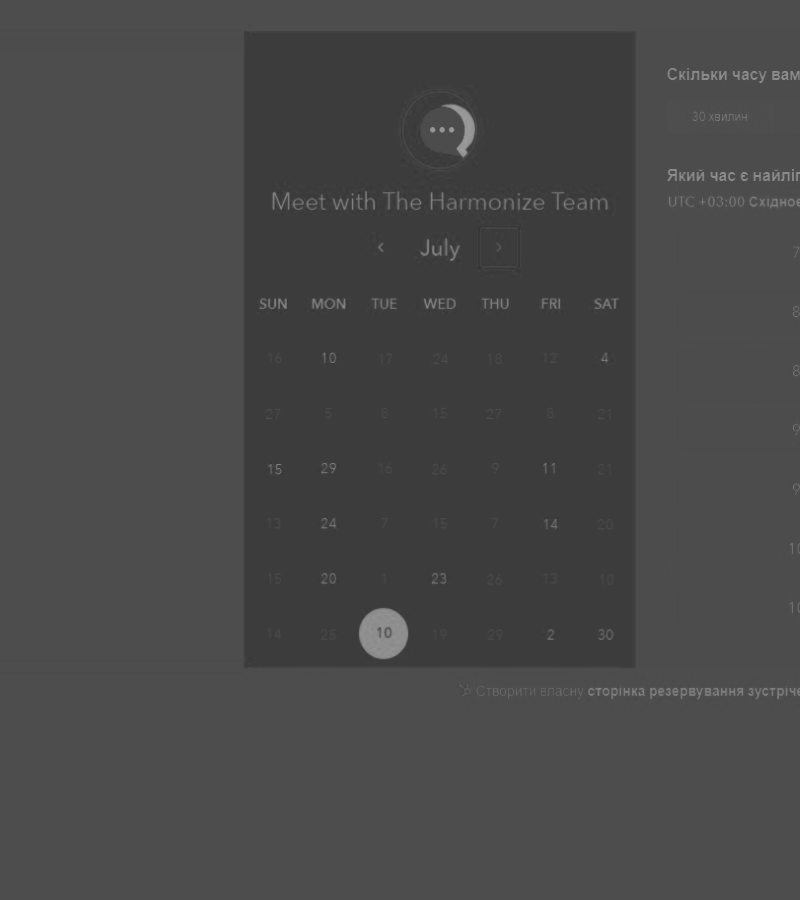 Meet with The Harmonize Team
July
SUN MON TUE WED THU FRI SAT
16 10 17 24 18 12 4
27 5 8 15 27 8 21
15 29 16 26 9 11 21
13 24 7 15 7 14 20
15 20 1 23 26 13 10
14 25 10 19 29 2 30
Скільки часу вам
30 хвилин
Який час є найліп
UTC +03:00 Східноє
7
8
8
9
9
10
10
Створити власну сторінка резервування зустріче